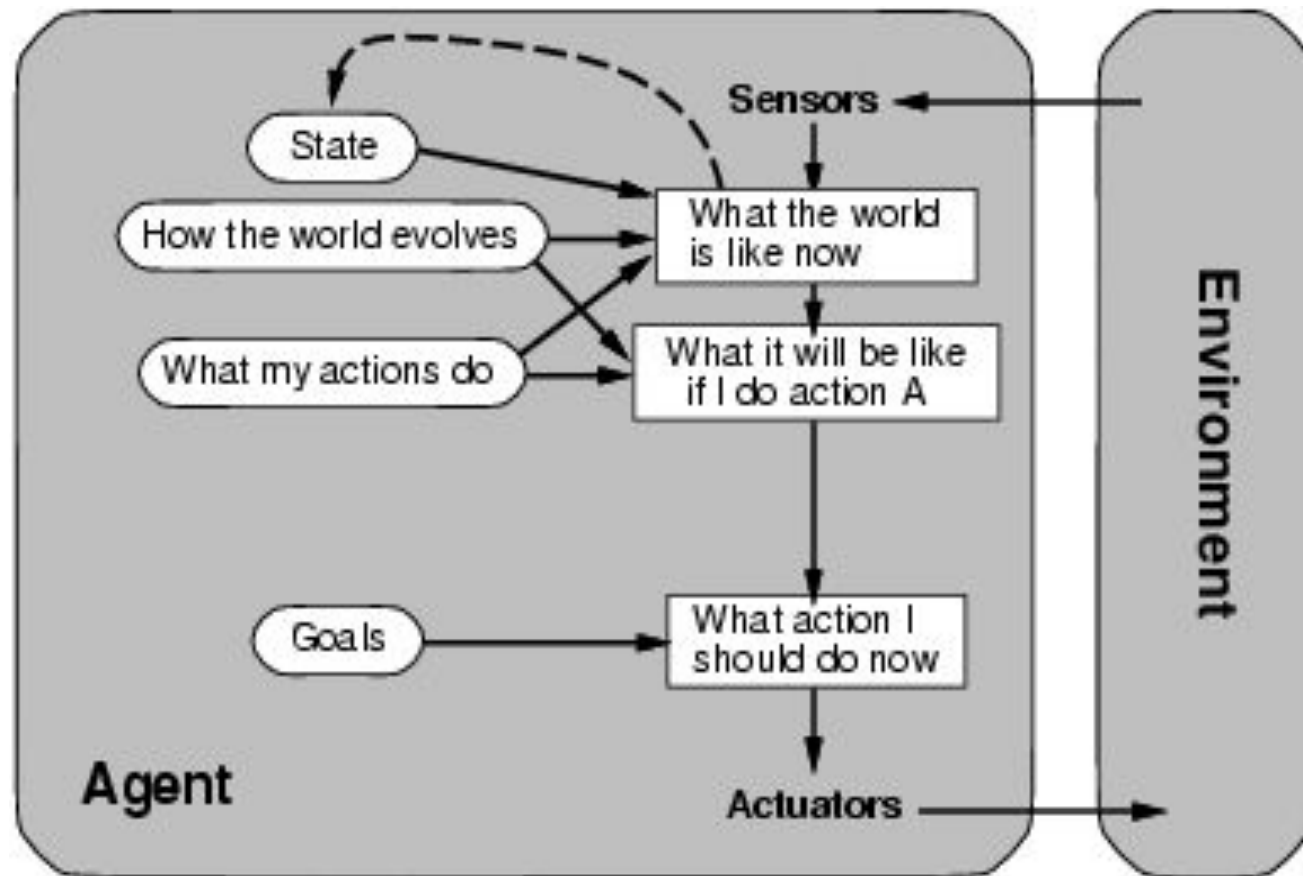 Sensors
State
What the world
is like now
How the world evolves
What my actions do
What it will be like
if I do action A
Goals
What action I
should do now
Agent
Actuators
Environment